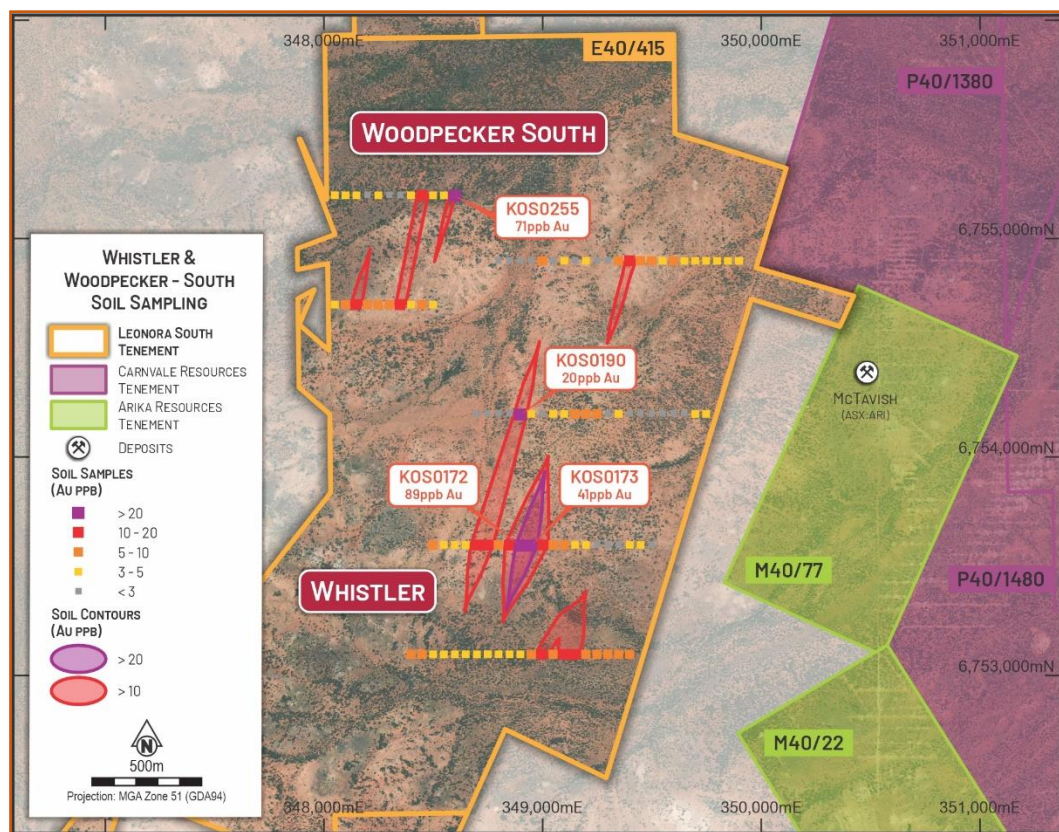 348,000mE
350,000mE
351,000mE
E40/415
P40/1380
WOODPECKER SOUTH
KOS0255
71ppb Au
6,755,000mN
WHISTLER &
WOODPECKER - SOUTH
SOIL SAMPLING
LEONORA SOUTH
TENEMENT
CARNVALE RESOURCES
TENEMENT
ARIKA RESOURCES
TENEMENT
DEPOSITS
SOIL SAMPLES
(AU PPB)
> 20
10 - 20
5 - 10
3 - 5
< 3
SOIL CONTOURS
(AU PPB)
> 20
> 10
N
500m
Projection: MGA Zone 51 (GDA94)
KOS0190
20ppb Au
MCTAVISH
(ASX:ARI)
6,754,000mN
KOS0172
89ppb Au
KOS0173
41ppb Au
WHISTLER
M40/77
P40/1480
6,753,000mN
M40/22
348,000mE
349,000mE
350,000mE
351,000mE